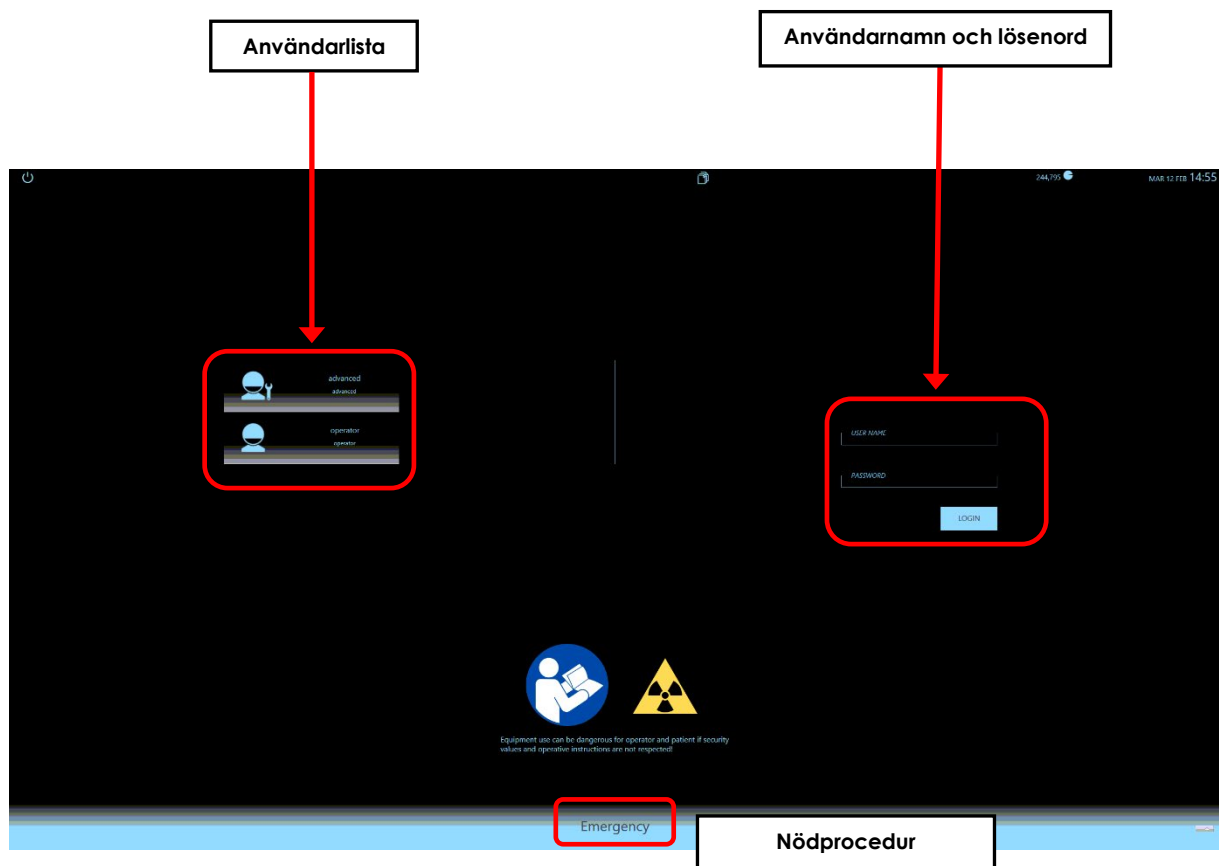 Användarlista
Användarnamn och lösenord
244,795
MAR 12 FEB 14:55
advanced
advanced
operator
operator
USER NAME
PASSWORD
LOGIN
Equipment use can be dangerous for operator and patient if security
values and operative instructions are not respected!
Emergency
Nödprocedur